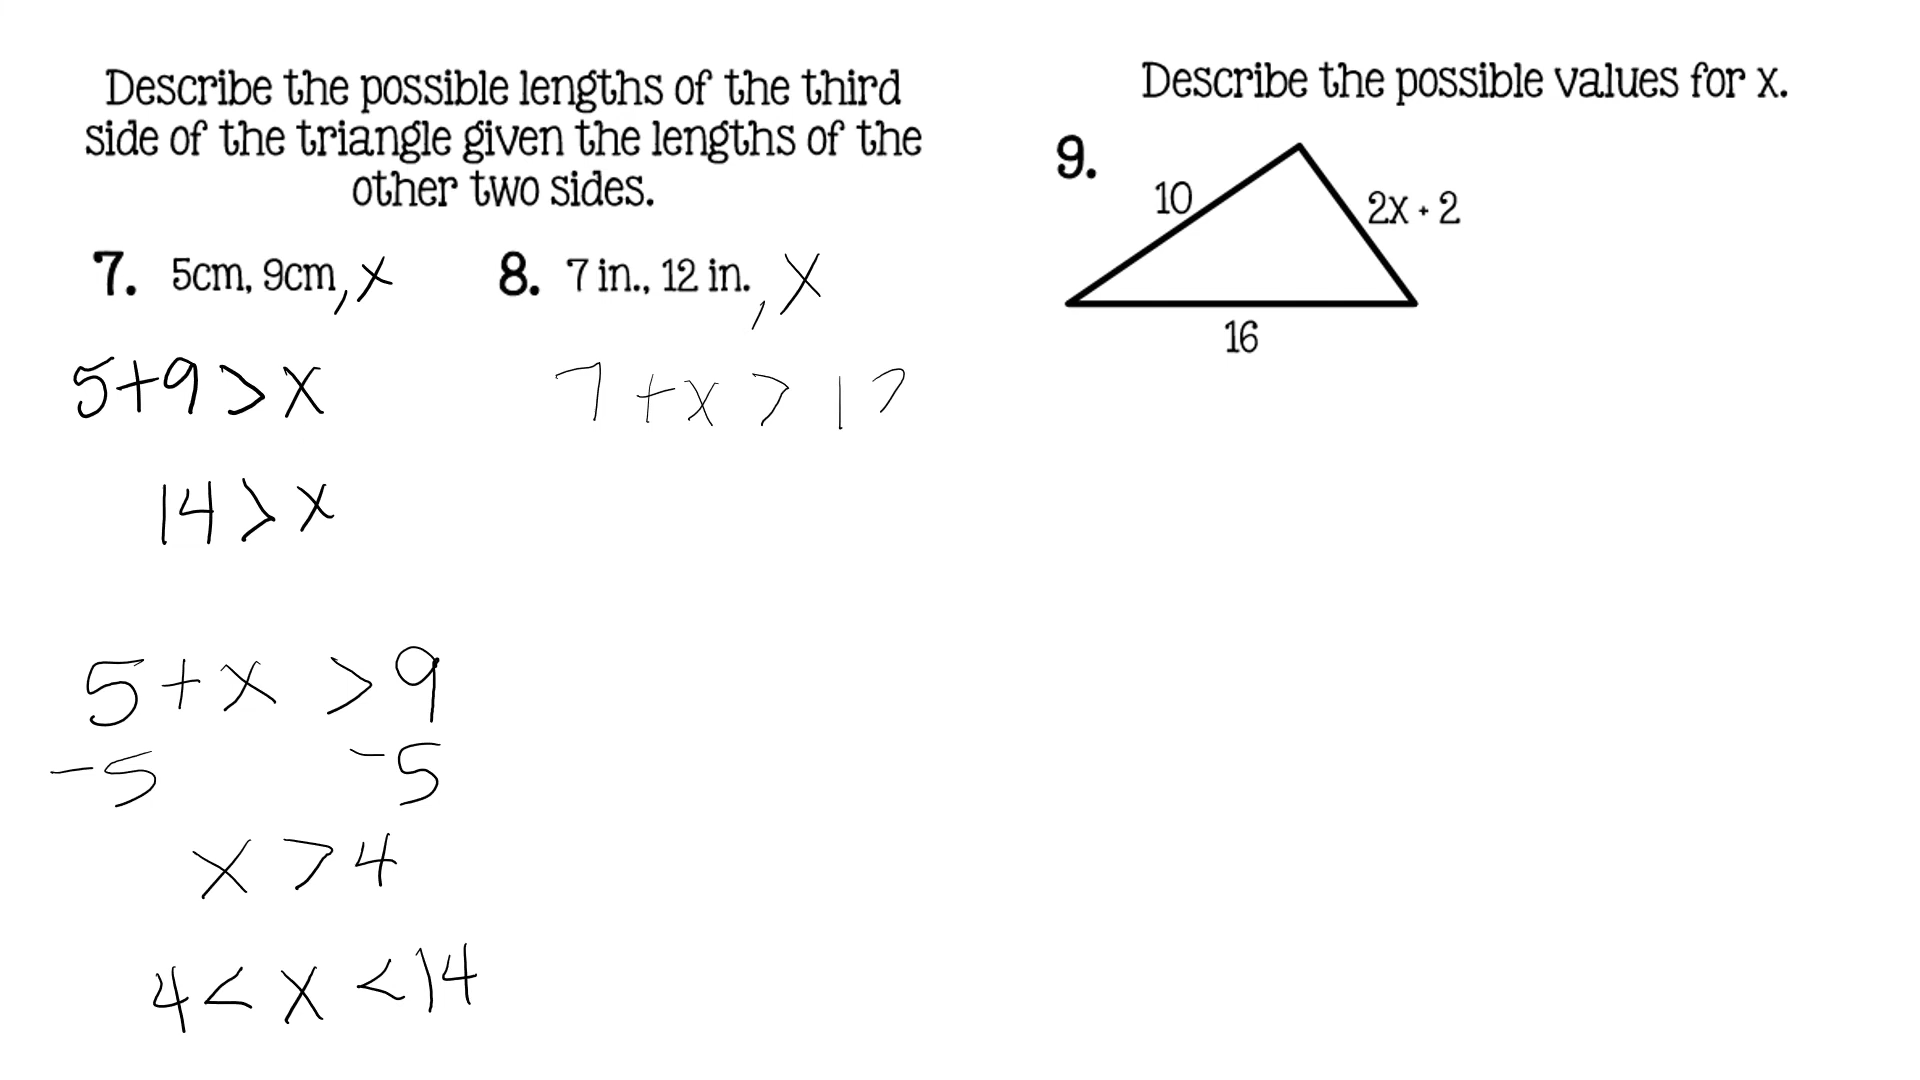 Describe the possible lengths of the third
side of the triangle given the lengths of the
other two sides.
7. 5cm, 9cm, x
8. 7 in., 12 in., x
5+9>x
14>x
5+x >9
-5 -5
x >4
4< x <14
7 +x > 12
Describe the possible values for x.
9.
10
2x + 2
16